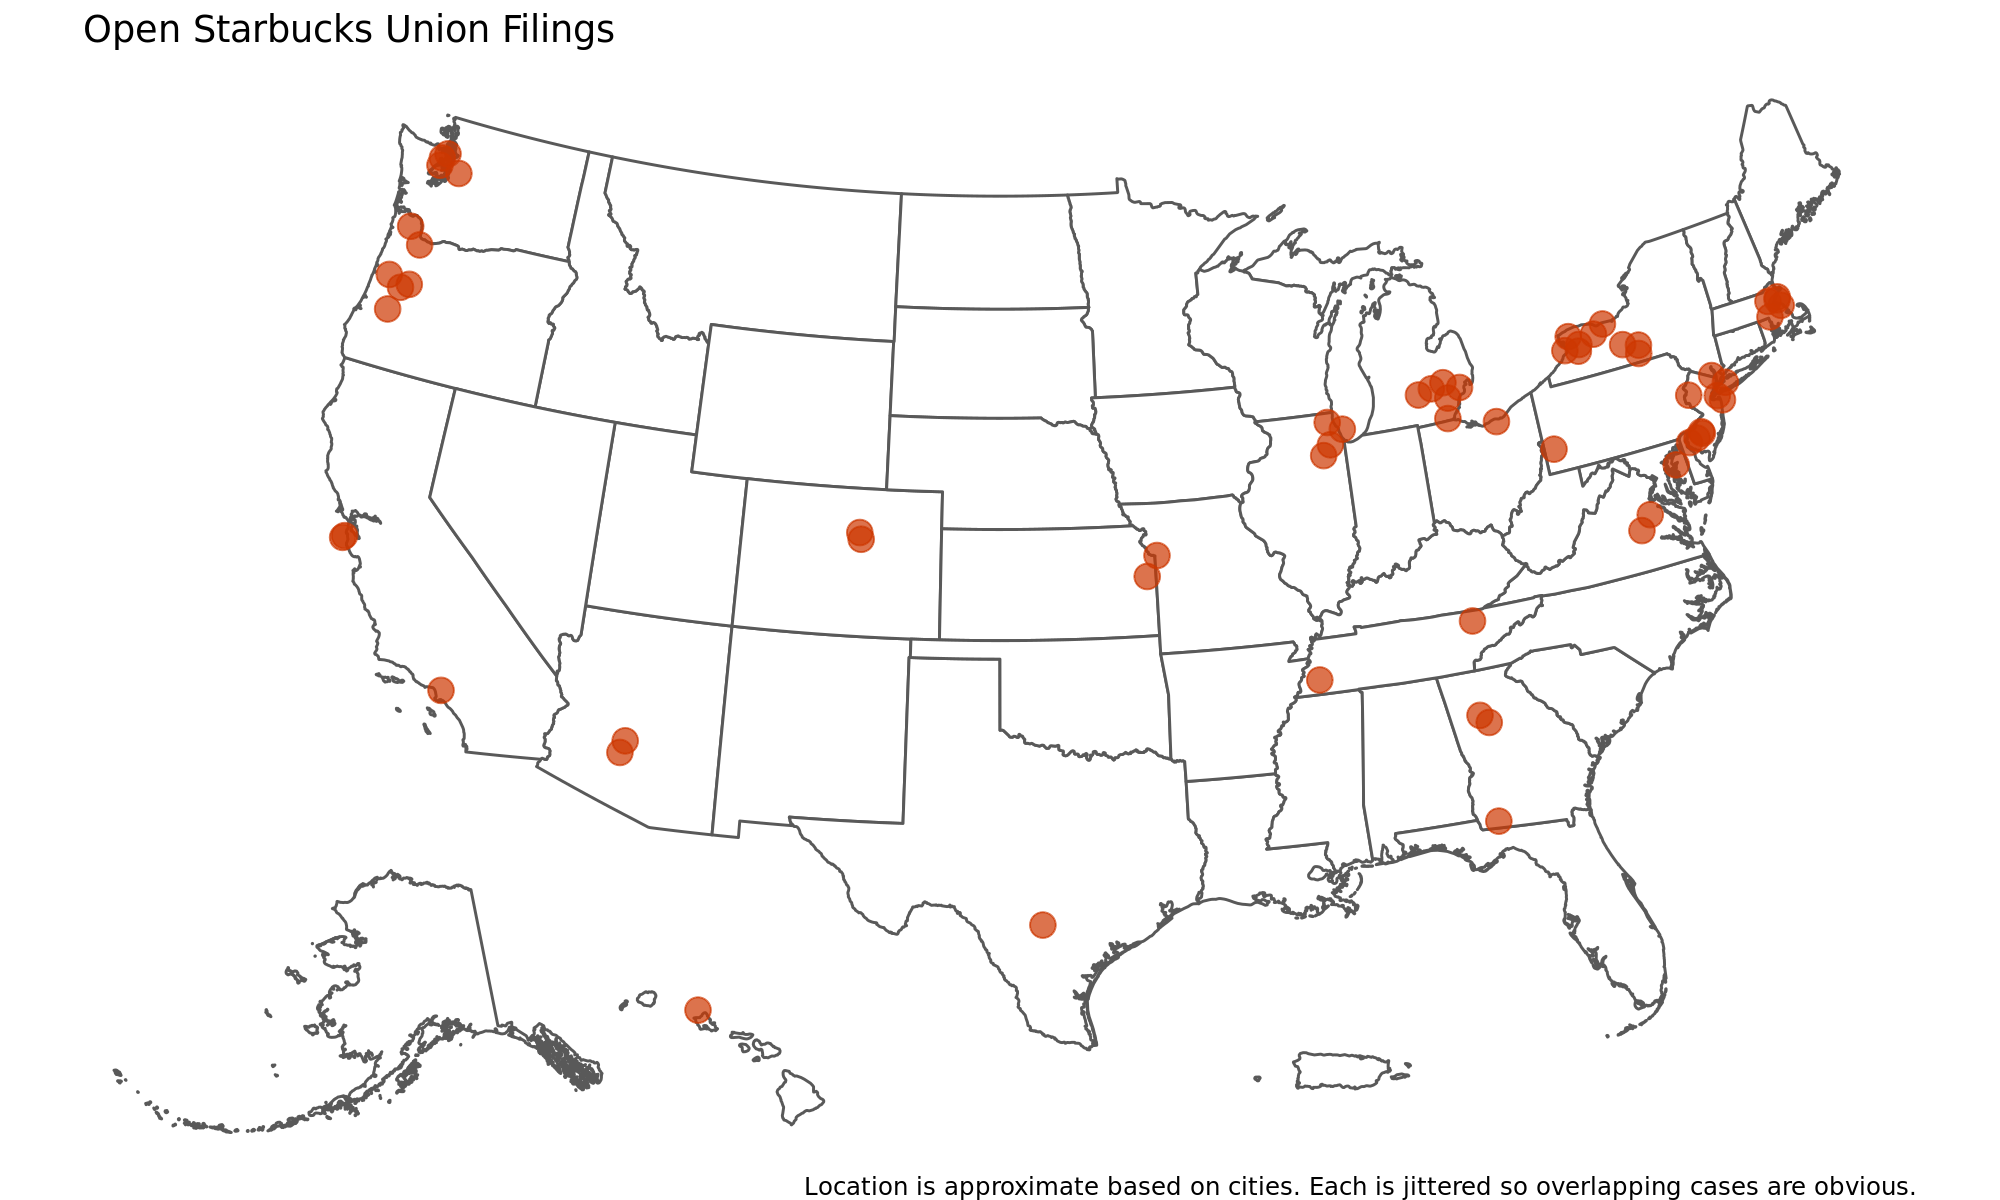 Open Starbucks Union Filings
Location is approximate based on cities. Each is jittered so overlapping cases are obvious.